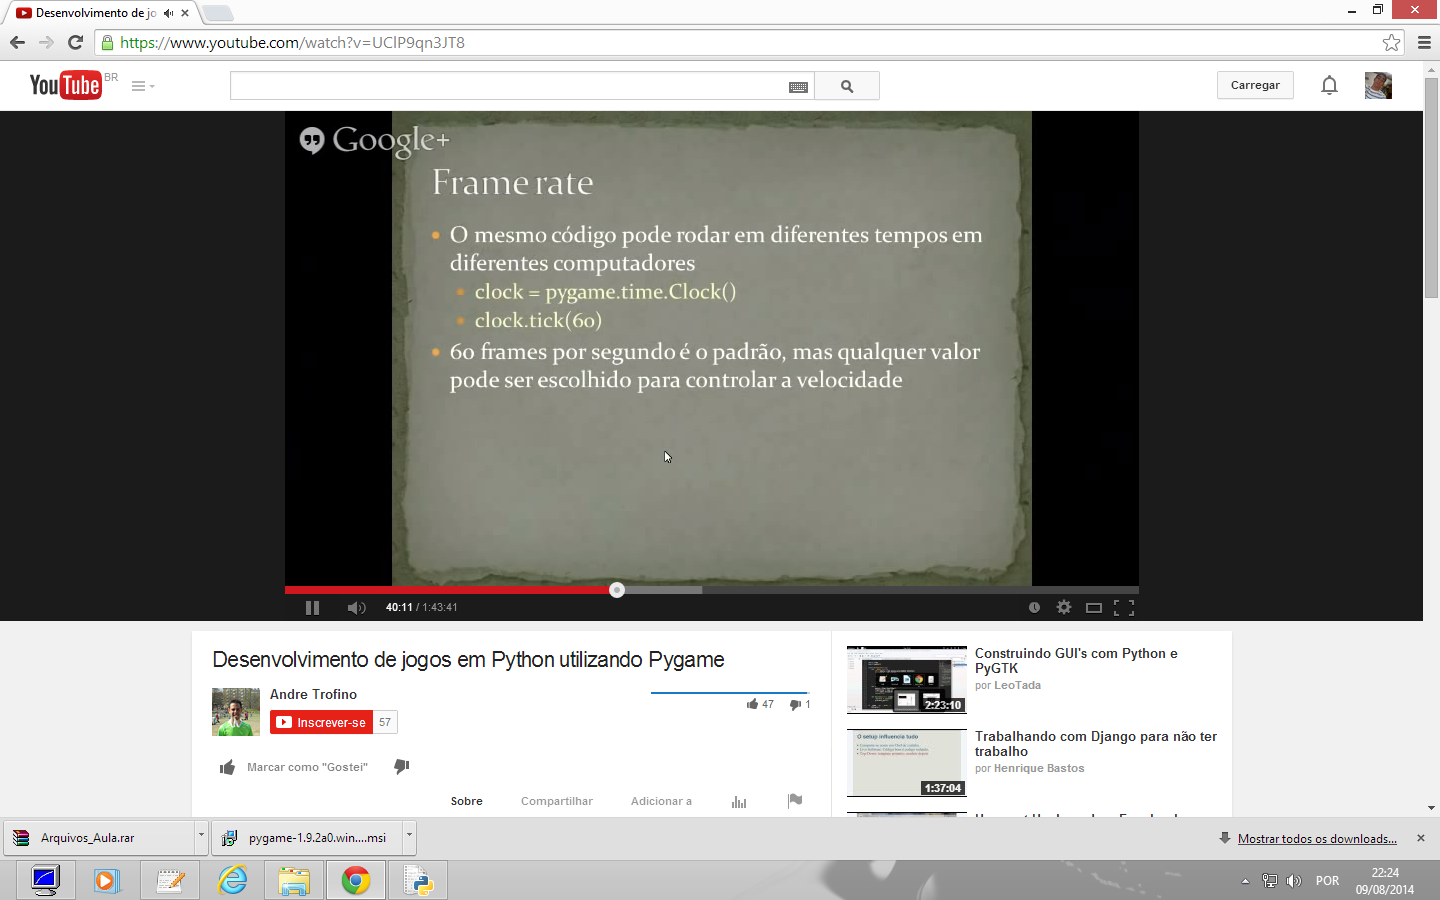 Desenvolvimento de jo
https://www.youtube.com/watch?v=UClP9qn3JT8
YouTube BR
Carregar
Google+
Frame rate
O mesmo código pode rodar em diferentes tempos em
diferentes computadores
clock = pygame.time.Clock()
clock.tick(60)
60 frames por segundo é o padrão, mas qualquer valor
pode ser escolhido para controlar a velocidade
40:11 / 1:43:41
Desenvolvimento de jogos em Python utilizando Pygame
Andre Trofino
Inscrever-se 57
47 1
Marcar como "Gostei"
Sobre Compartilhar Adicionar a
Construindo GUI's com Python e
PyGTK
por LeoTada
2:23:10
O setup influencia tudo
Trabalhando com Django para não ter
trabalho
por Henrique Bastos
1:37:04
Arquivos_Aula.rar
pygame-1.9.2a0.win....msi
Mostrar todos os downloads...
POR
22:24
09/08/2014